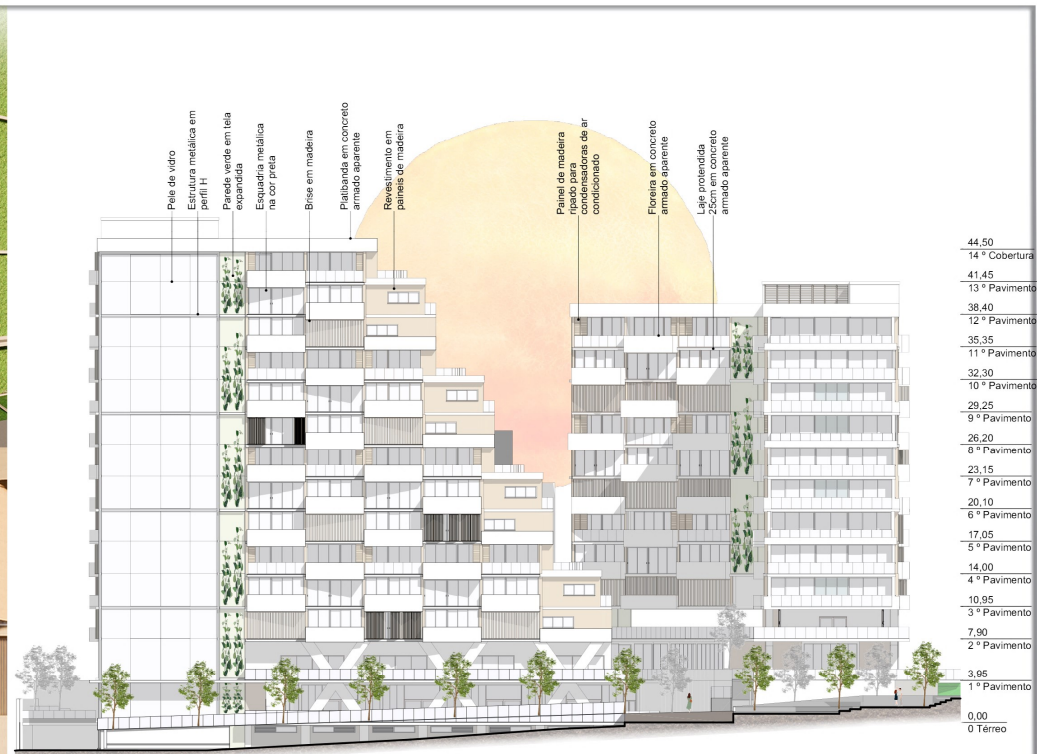 Pele de vidro
Estrutura metálica em
perfil H
Parede verde em tela
expandida
Esquadria metálica
na cor preta
Brise em madeira
Platibanda em concreto
armado aparente
Revestimento em
paineis de madeira
Painel de madeira
ripado para
condensadoras de ar
condicionado
Floreira em concreto
armado aparente
Laje protendida
25cm em concreto
armado aparente
44,50
14 º Cobertura
41,45
13 º Pavimento
38,40
12 º Pavimento
35,35
11 º Pavimento
32,30
10 º Pavimento
29,25
9 º Pavimento
26,20
8 º Pavimento
23,15
7 º Pavimento
20,10
6 º Pavimento
17,05
5 º Pavimento
14,00
4 º Pavimento
10,95
3 º Pavimento
7,90
2 º Pavimento
3,95
1 º Pavimento
0,00
0 Térreo